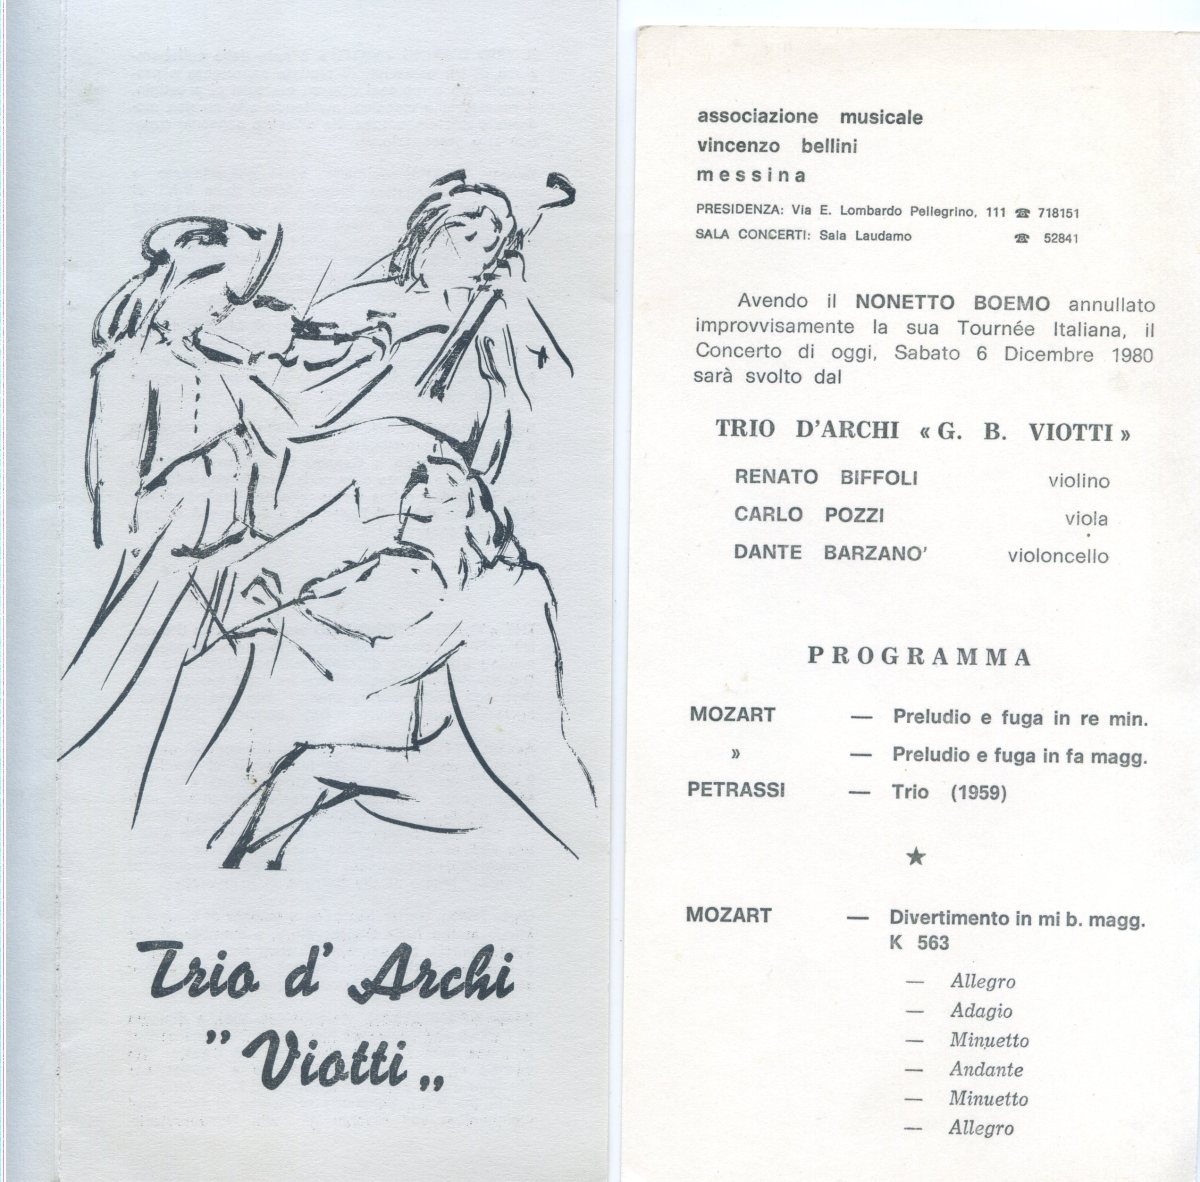 Trio d' Archi
"Viotti„
associazione musicale
vincenzo bellini
messina
PRESIDENZA: Via E. Lombardo Pellegrino, 111 ☎ 718151
SALA CONCERTI: Sala Laudamo ☎ 52841
Avendo il NONETTO BOEMO annullato
improvvisamente la sua Tournée Italiana, il
Concerto di oggi, Sabato 6 Dicembre 1980
sarà svolto dal
TRIO D'ARCHI « G. B. VIOTTI »
RENATO BIFFOLI violino
CARLO POZZI viola
DANTE BARZANO' violoncello
PROGRAMMA
MOZART — Preludio e fuga in re min.
» — Preludio e fuga in fa magg.
PETRASSI — Trio (1959)
★
MOZART — Divertimento in mi b. magg.
K 563
— Allegro
— Adagio
— Minuetto
— Andante
— Minuetto
— Allegro